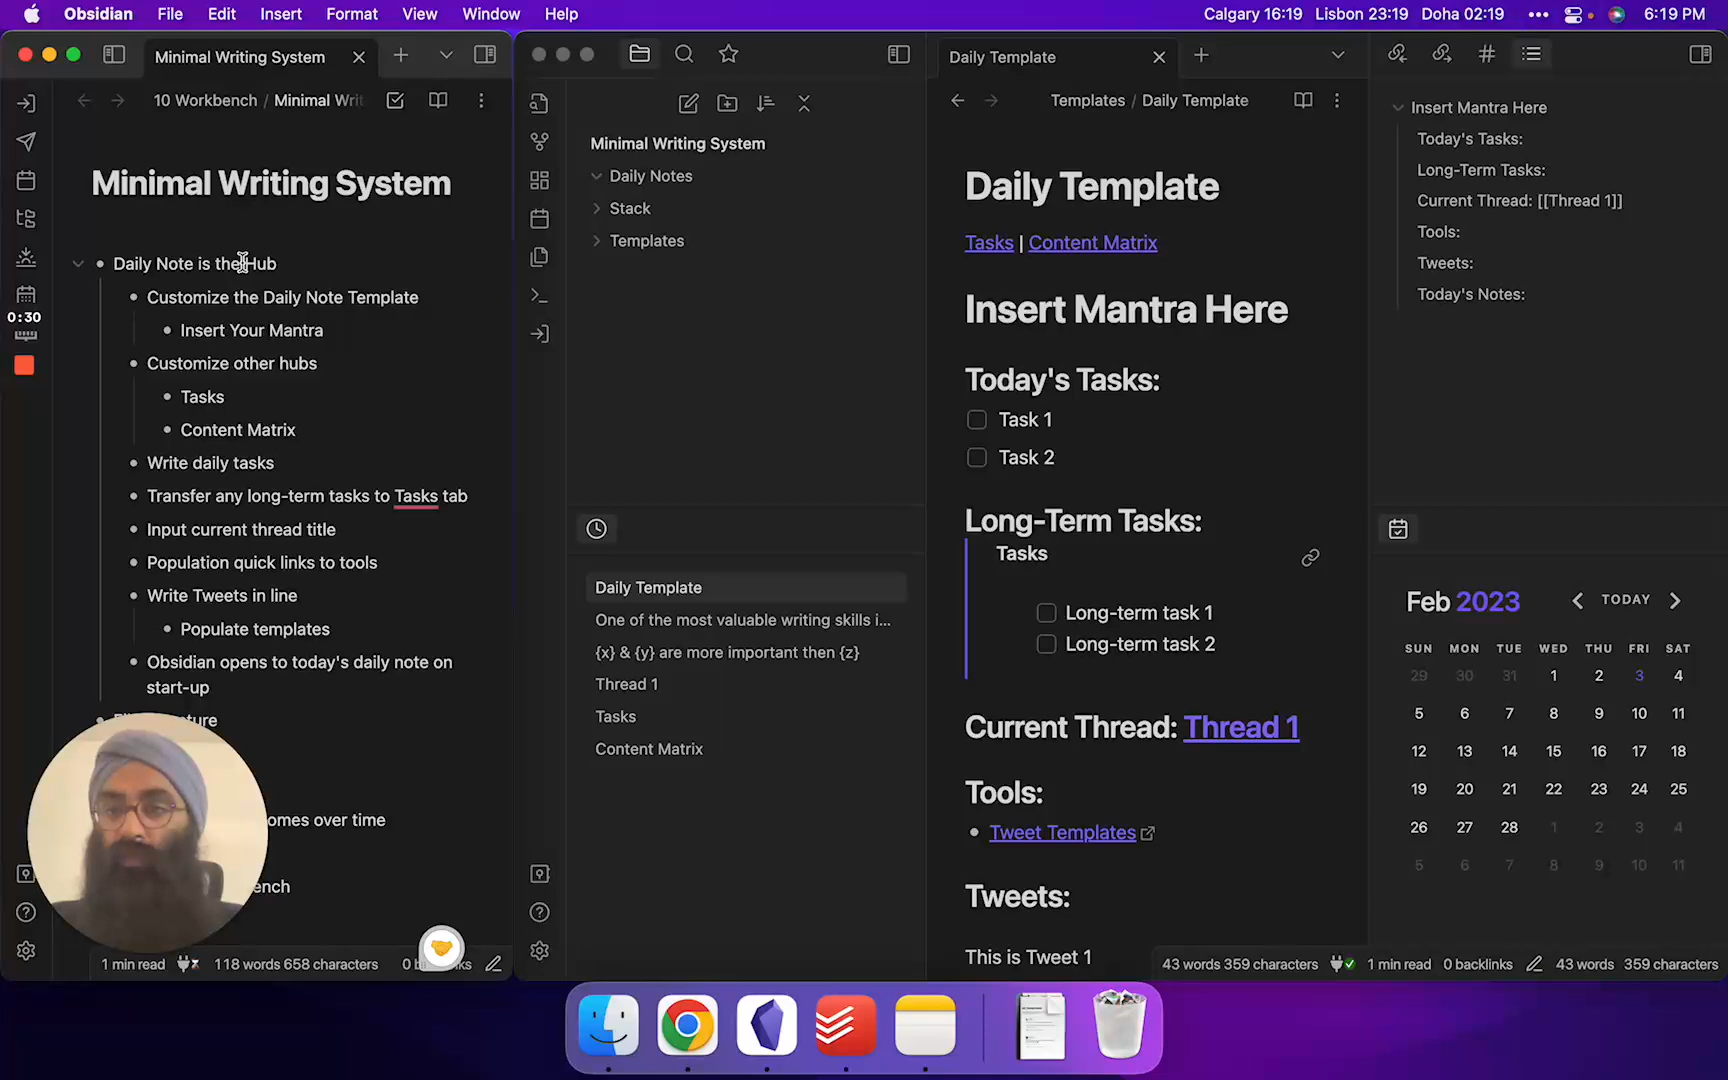 Obsidian File Edit Insert Format View Window Help
Calgary 16:19 Lisbon 23:19 Doha 02:19 6:19 PM
Minimal Writing System
10 Workbench / Minimal Writ
Minimal Writing System
Daily Note is the Hub
Customize the Daily Note Template
Insert Your Mantra
Customize other hubs
Tasks
Content Matrix
Write daily tasks
Transfer any long-term tasks to Tasks tab
Input current thread title
Population quick links to tools
Write Tweets in line
Populate templates
Obsidian opens to today's daily note on
start-up
0:30
1 min read 118 words 658 characters
Minimal Writing System
Daily Notes
Stack
Templates
Daily Template
One of the most valuable writing skills i...
{x} & {y} are more important then {z}
Thread 1
Tasks
Content Matrix
Daily Template
Templates / Daily Template
Daily Template
Tasks | Content Matrix
Insert Mantra Here
Today's Tasks:
Task 1
Task 2
Long-Term Tasks:
Tasks
Long-term task 1
Long-term task 2
Current Thread: Thread 1
Tools:
Tweet Templates
Tweets:
This is Tweet 1
Insert Mantra Here
Today's Tasks:
Long-Term Tasks:
Current Thread: [[Thread 1]]
Tools:
Tweets:
Today's Notes:
Feb 2023 TODAY
SUN MON TUE WED THU FRI SAT
29 30 31 1 2 3 4
5 6 7 8 9 10 11
12 13 14 15 16 17 18
19 20 21 22 23 24 25
26 27 28 1 2 3 4
5 6 7 8 9 10 11
43 words 359 characters 1 min read 0 backlinks 43 words 359 characters